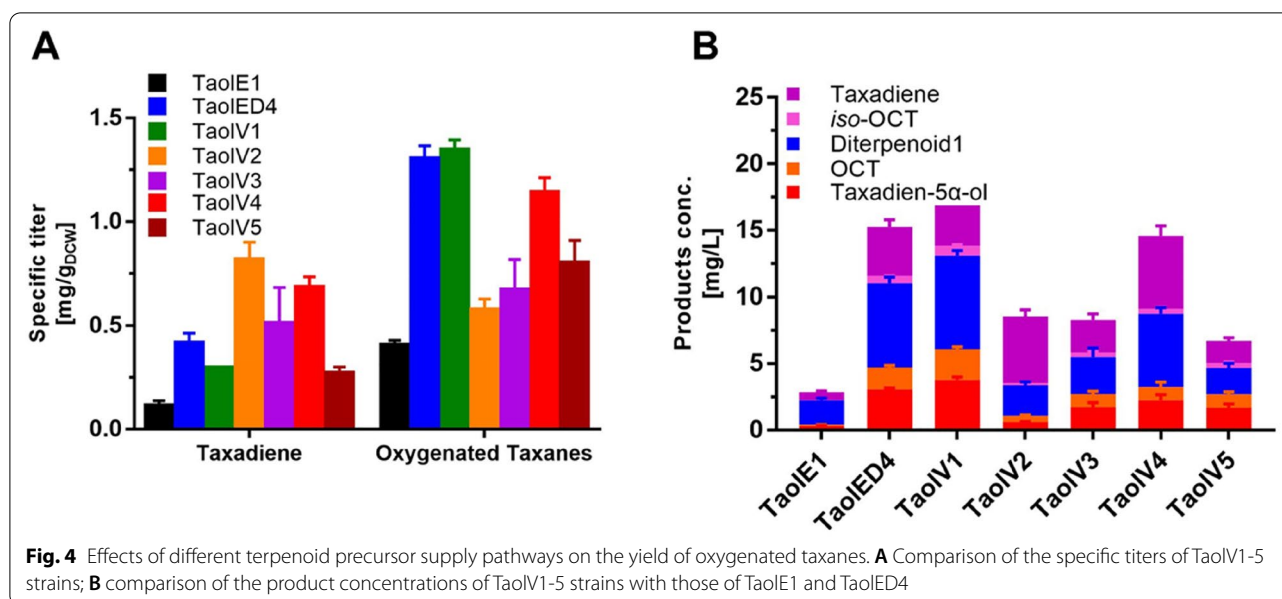 A
TaolE1
TaolED4
TaolV1
TaolV2
TaolV3
TaolV4
TaolV5
Specific titer
[mg/gDCW]
1.5
1.0
0.5
0.0
Taxadiene
Oxygenated Taxanes
B
Taxadiene
iso-OCT
Diterpenoid1
OCT
Taxadien-5α-ol
Products conc.
[mg/L]
25
20
15
10
5
0
TaolE1
TaolED4
TaolV1
TaolV2
TaolV3
TaolV4
TaolV5
Fig. 4 Effects of different terpenoid precursor supply pathways on the yield of oxygenated taxanes. A Comparison of the specific titers of TaolV1-5
strains; B comparison of the product concentrations of TaolV1-5 strains with those of TaolE1 and TaolED4